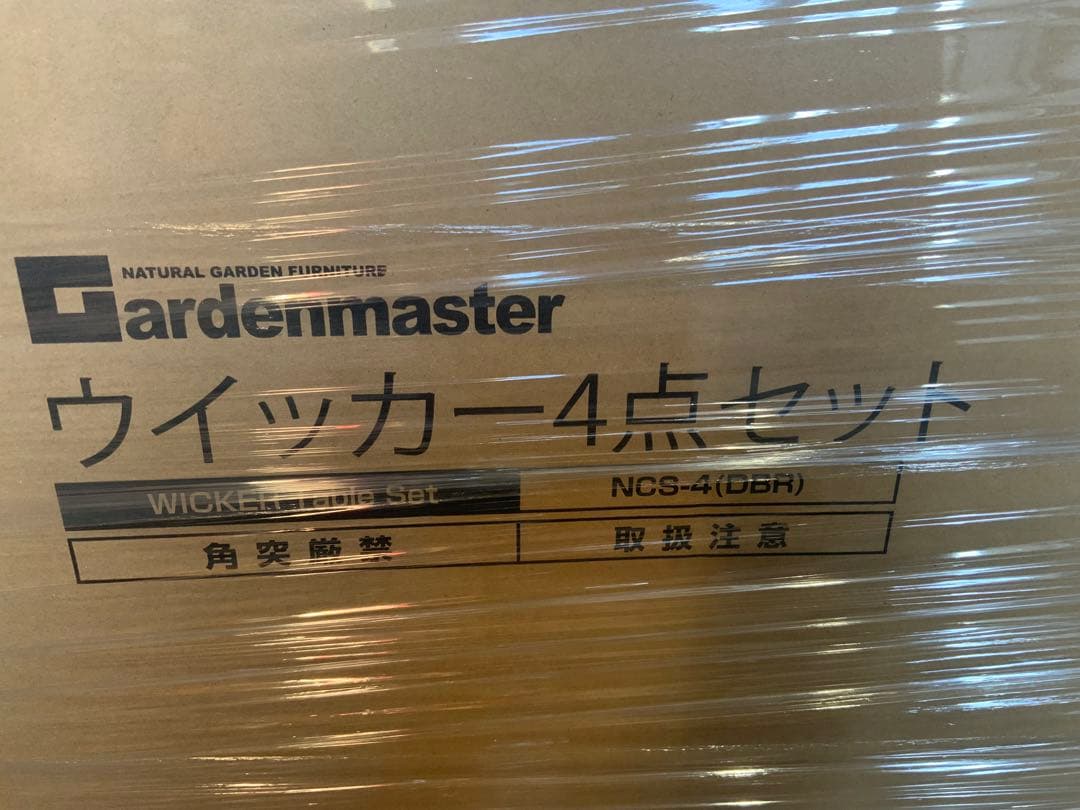 NATURAL GARDEN FURNITURE
Gardenmaster
ウイッカー4点セット
WICKER Table Set NCS-4(DBR)
角突厳禁 取扱注意